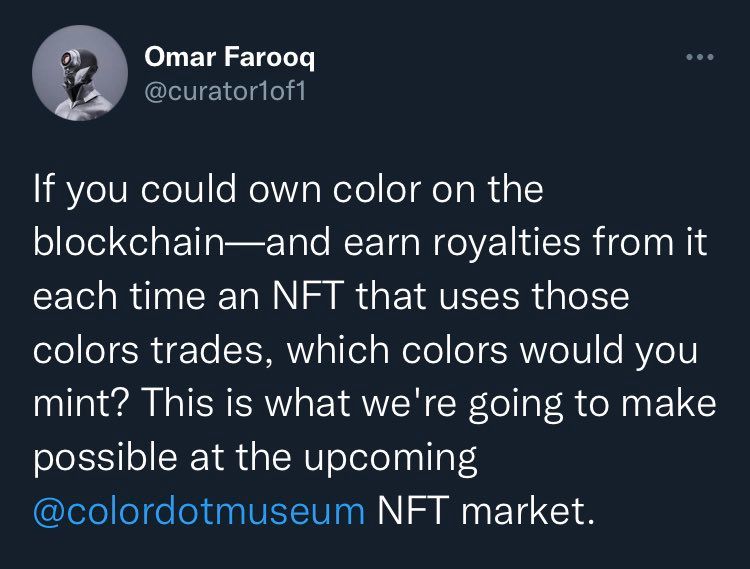 Omar Farooq
@curator1of1
If you could own color on the
blockchain—and earn royalties from it
each time an NFT that uses those
colors trades, which colors would you
mint? This is what we're going to make
possible at the upcoming
@colordotmuseum NFT market.